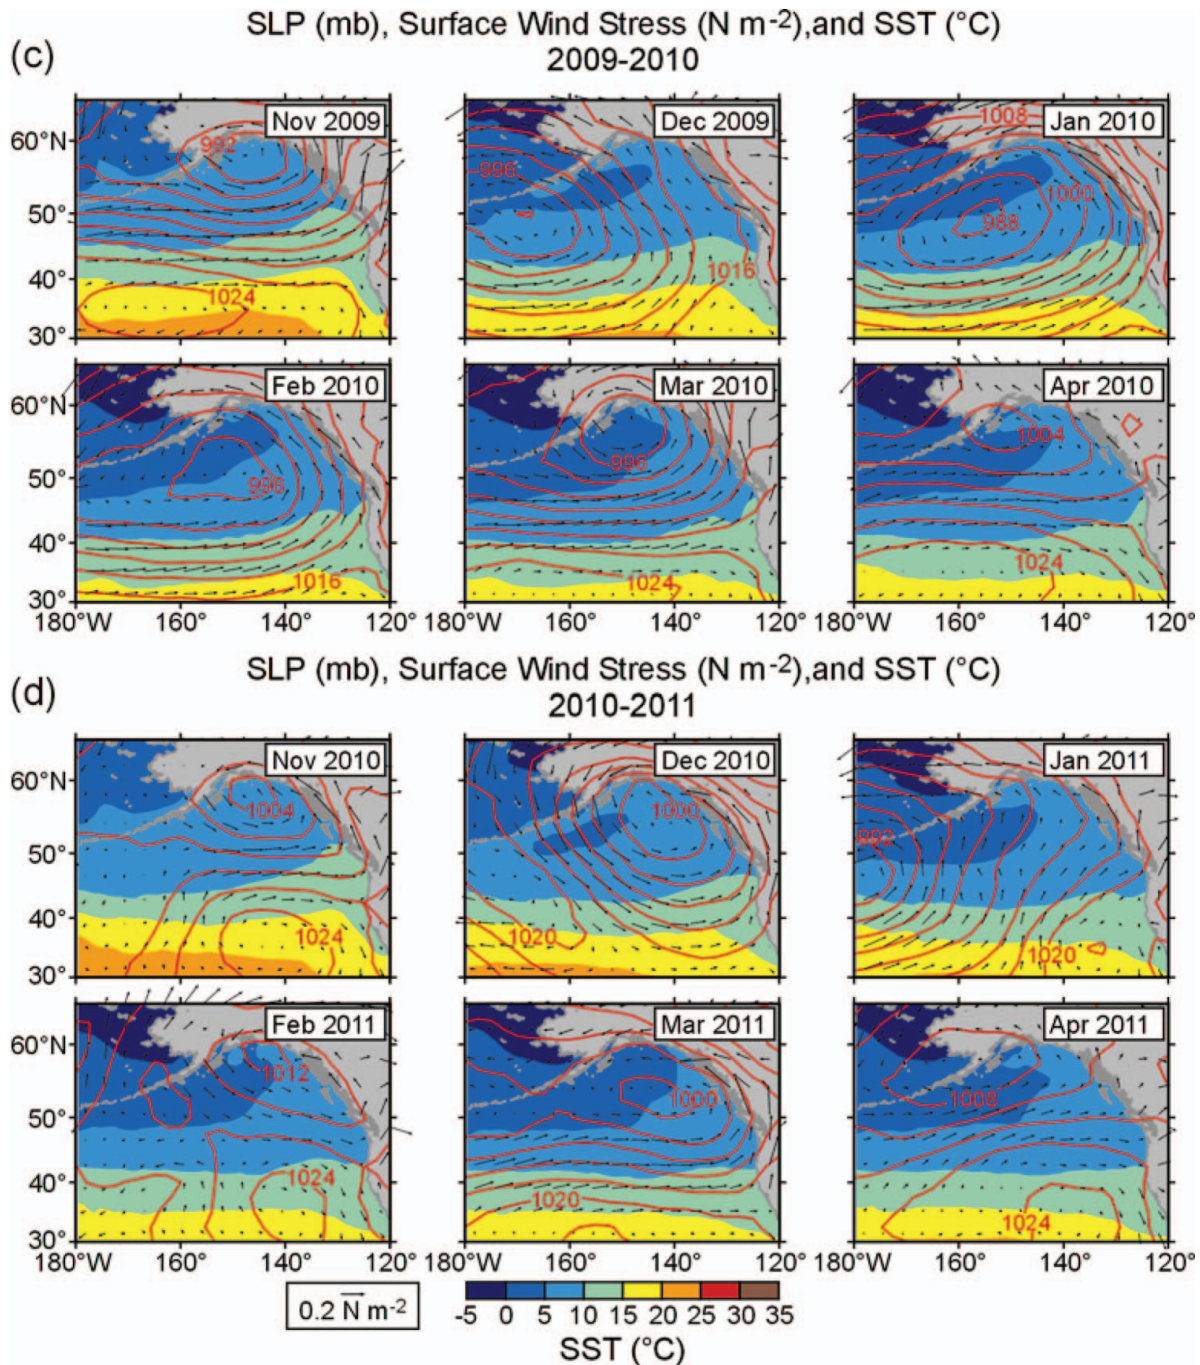 SLP (mb), Surface Wind Stress (N m-2),and SST (°C)
(c)
2009-2010
Nov 2009
Dec 2009
Jan 2010
60°N
50°
40°
30°
992
1024
996
1016
1008
1000
988
Feb 2010
Mar 2010
Apr 2010
60°N
50°
40°
30°
996
1016
996
1024
1004
1024
180°W 160° 140° 120° 180°W 160° 140° 120° 180°W 160° 140° 120°
SLP (mb), Surface Wind Stress (N m-2),and SST (°C)
(d)
2010-2011
Nov 2010
Dec 2010
Jan 2011
60°N
50°
40°
30°
1004
1024
1000
1020
992
1020
Feb 2011
Mar 2011
Apr 2011
60°N
50°
40°
30°
1012
1024
1000
1020
1008
1024
180°W 160° 140° 120° 180°W 160° 140° 120° 180°W 160° 140° 120°
0.2 N m-2
-5 0 5 10 15 20 25 30 35
SST (°C)